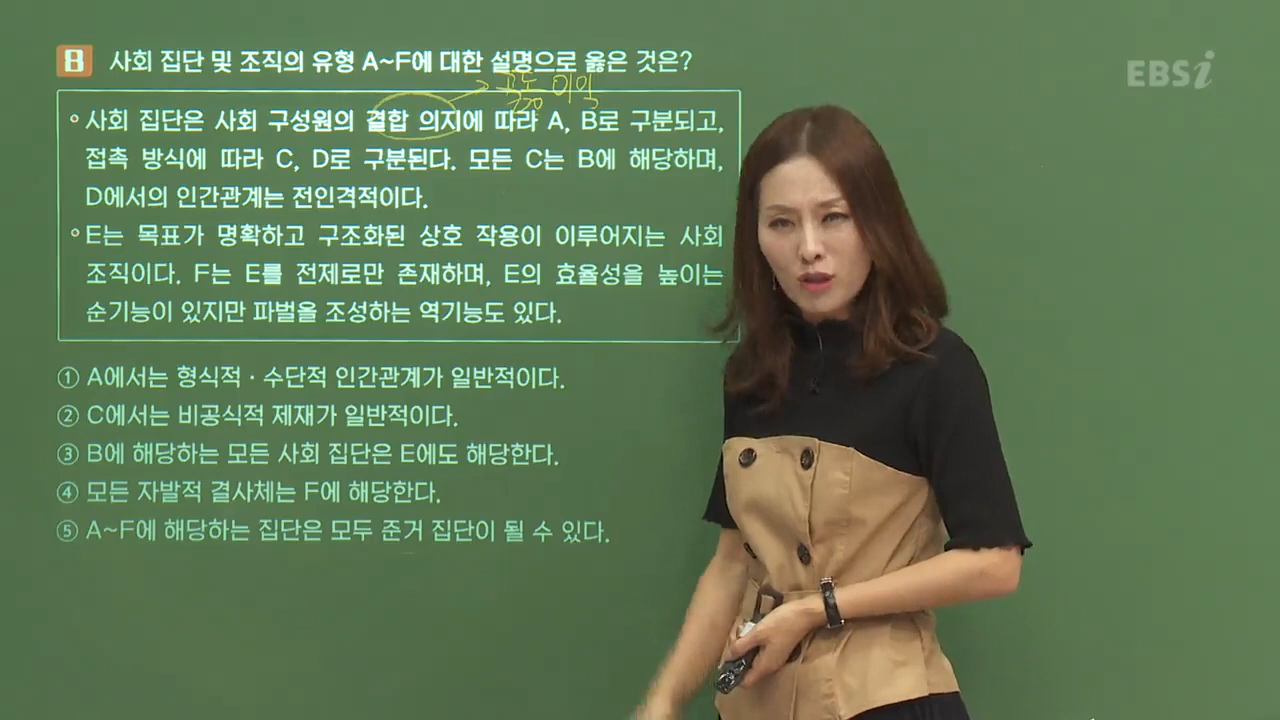 8 사회 집단 및 조직의 유형 A~F에 대한 설명으로 옳은 것은?
EBSi
공동 이익
사회 집단은 사회 구성원의 결합 의지에 따라 A, B로 구분되고,
접촉 방식에 따라 C, D로 구분된다. 모든 C는 B에 해당하며,
D에서의 인간관계는 전인격적이다.
E는 목표가 명확하고 구조화된 상호 작용이 이루어지는 사회
조직이다. F는 E를 전제로만 존재하며, E의 효율성을 높이는
순기능이 있지만 파벌을 조성하는 역기능도 있다.
① A에서는 형식적·수단적 인간관계가 일반적이다.
② C에서는 비공식적 제재가 일반적이다.
③ B에 해당하는 모든 사회 집단은 E에도 해당한다.
④ 모든 자발적 결사체는 F에 해당한다.
⑤ A~F에 해당하는 집단은 모두 준거 집단이 될 수 있다.